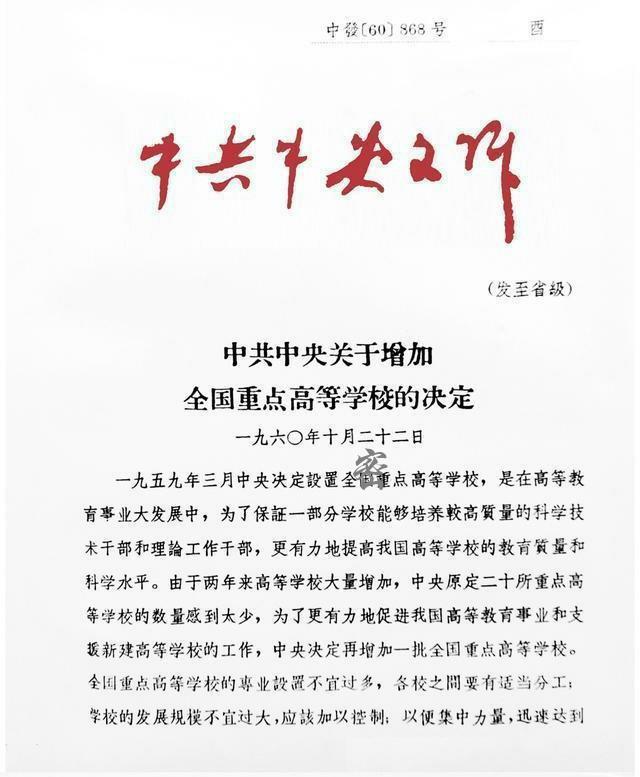 中發〔60〕868号 酉
中共中央文件
（发至省級）
中共中央关于增加
全国重点高等学校的决定
一九六〇年十月二十二日
密
一九五九年三月中央决定設置全国重点高等学校，是在高等教
育事业大发展中，为了保証一部分学校能够培养較高質量的科学技
术干部和理論工作干部，更有力地提高我国高等学校的教育質量和
科学水平。由于两年来高等学校大量增加，中央原定二十所重点高
等学校的数量感到太少，为了更有力地促进我国高等教育事业和支
援新建高等学校的工作，中央决定再增加一批全国重点高等学校。
全国重点高等学校的專业設置不宜过多，各校之間要有适当分工；
学校的发展规模不宜过大，应該加以控制；以便集中力量，迅速达到